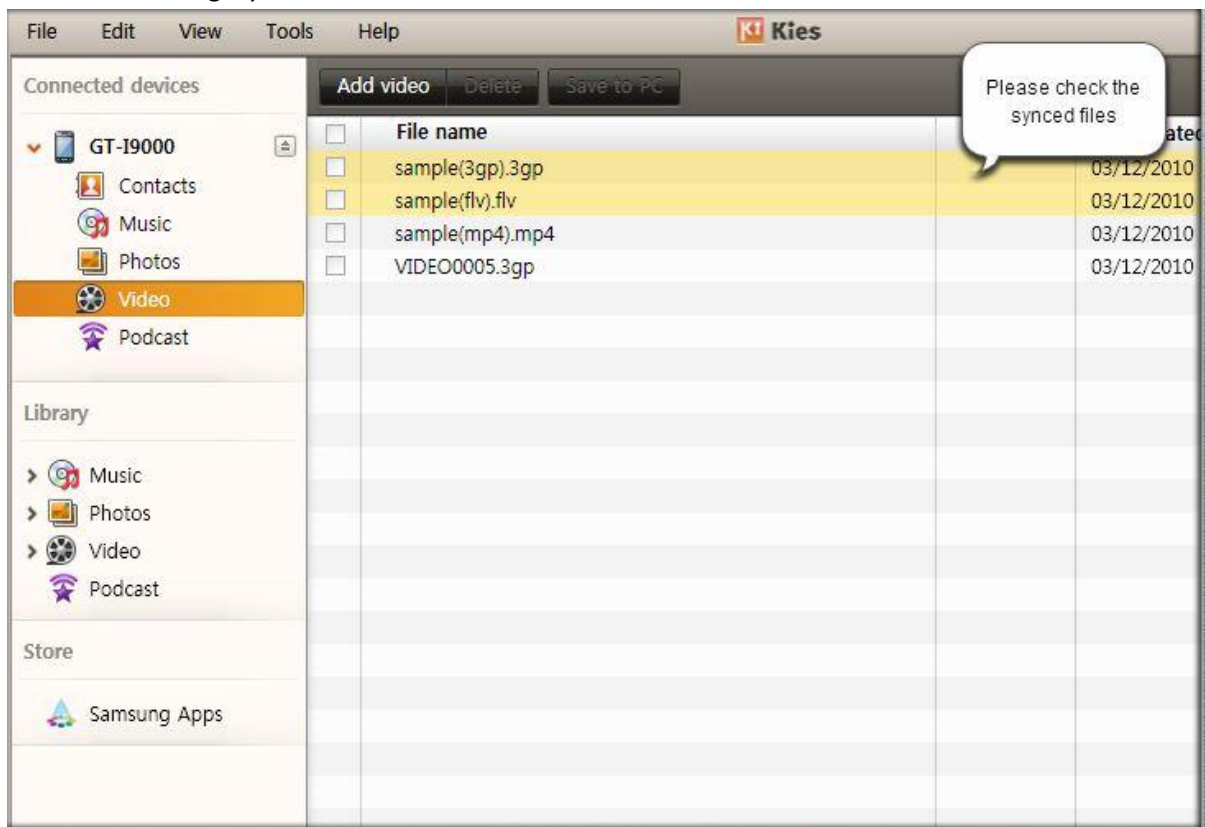 File Edit View Tools Help Kies
Connected devices
Add video Delete Save to PC
Please check the
synced files
GT-I9000
Contacts
Music
Photos
Video
Podcast
File name
sample(3gp).3gp 03/12/2010
sample(flv).flv 03/12/2010
sample(mp4).mp4 03/12/2010
VIDEO0005.3gp 03/12/2010
Library
Music
Photos
Video
Podcast
Store
Samsung Apps